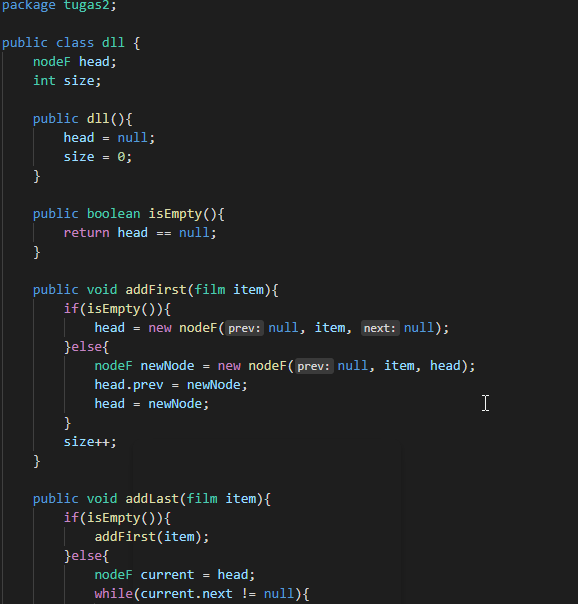 package tugas2;
public class dll {
nodeF head;
int size;
public dll(){
head = null;
size = 0;
}
public boolean isEmpty(){
return head == null;
}
public void addFirst(film item){
if(isEmpty()){
head = new nodeF(prev: null, item, next: null);
}else{
nodeF newNode = new nodeF(prev: null, item, head);
head.prev = newNode;
head = newNode;
}
size++;
}
public void addLast(film item){
if(isEmpty()){
addFirst(item);
}else{
nodeF current = head;
while(current.next != null){